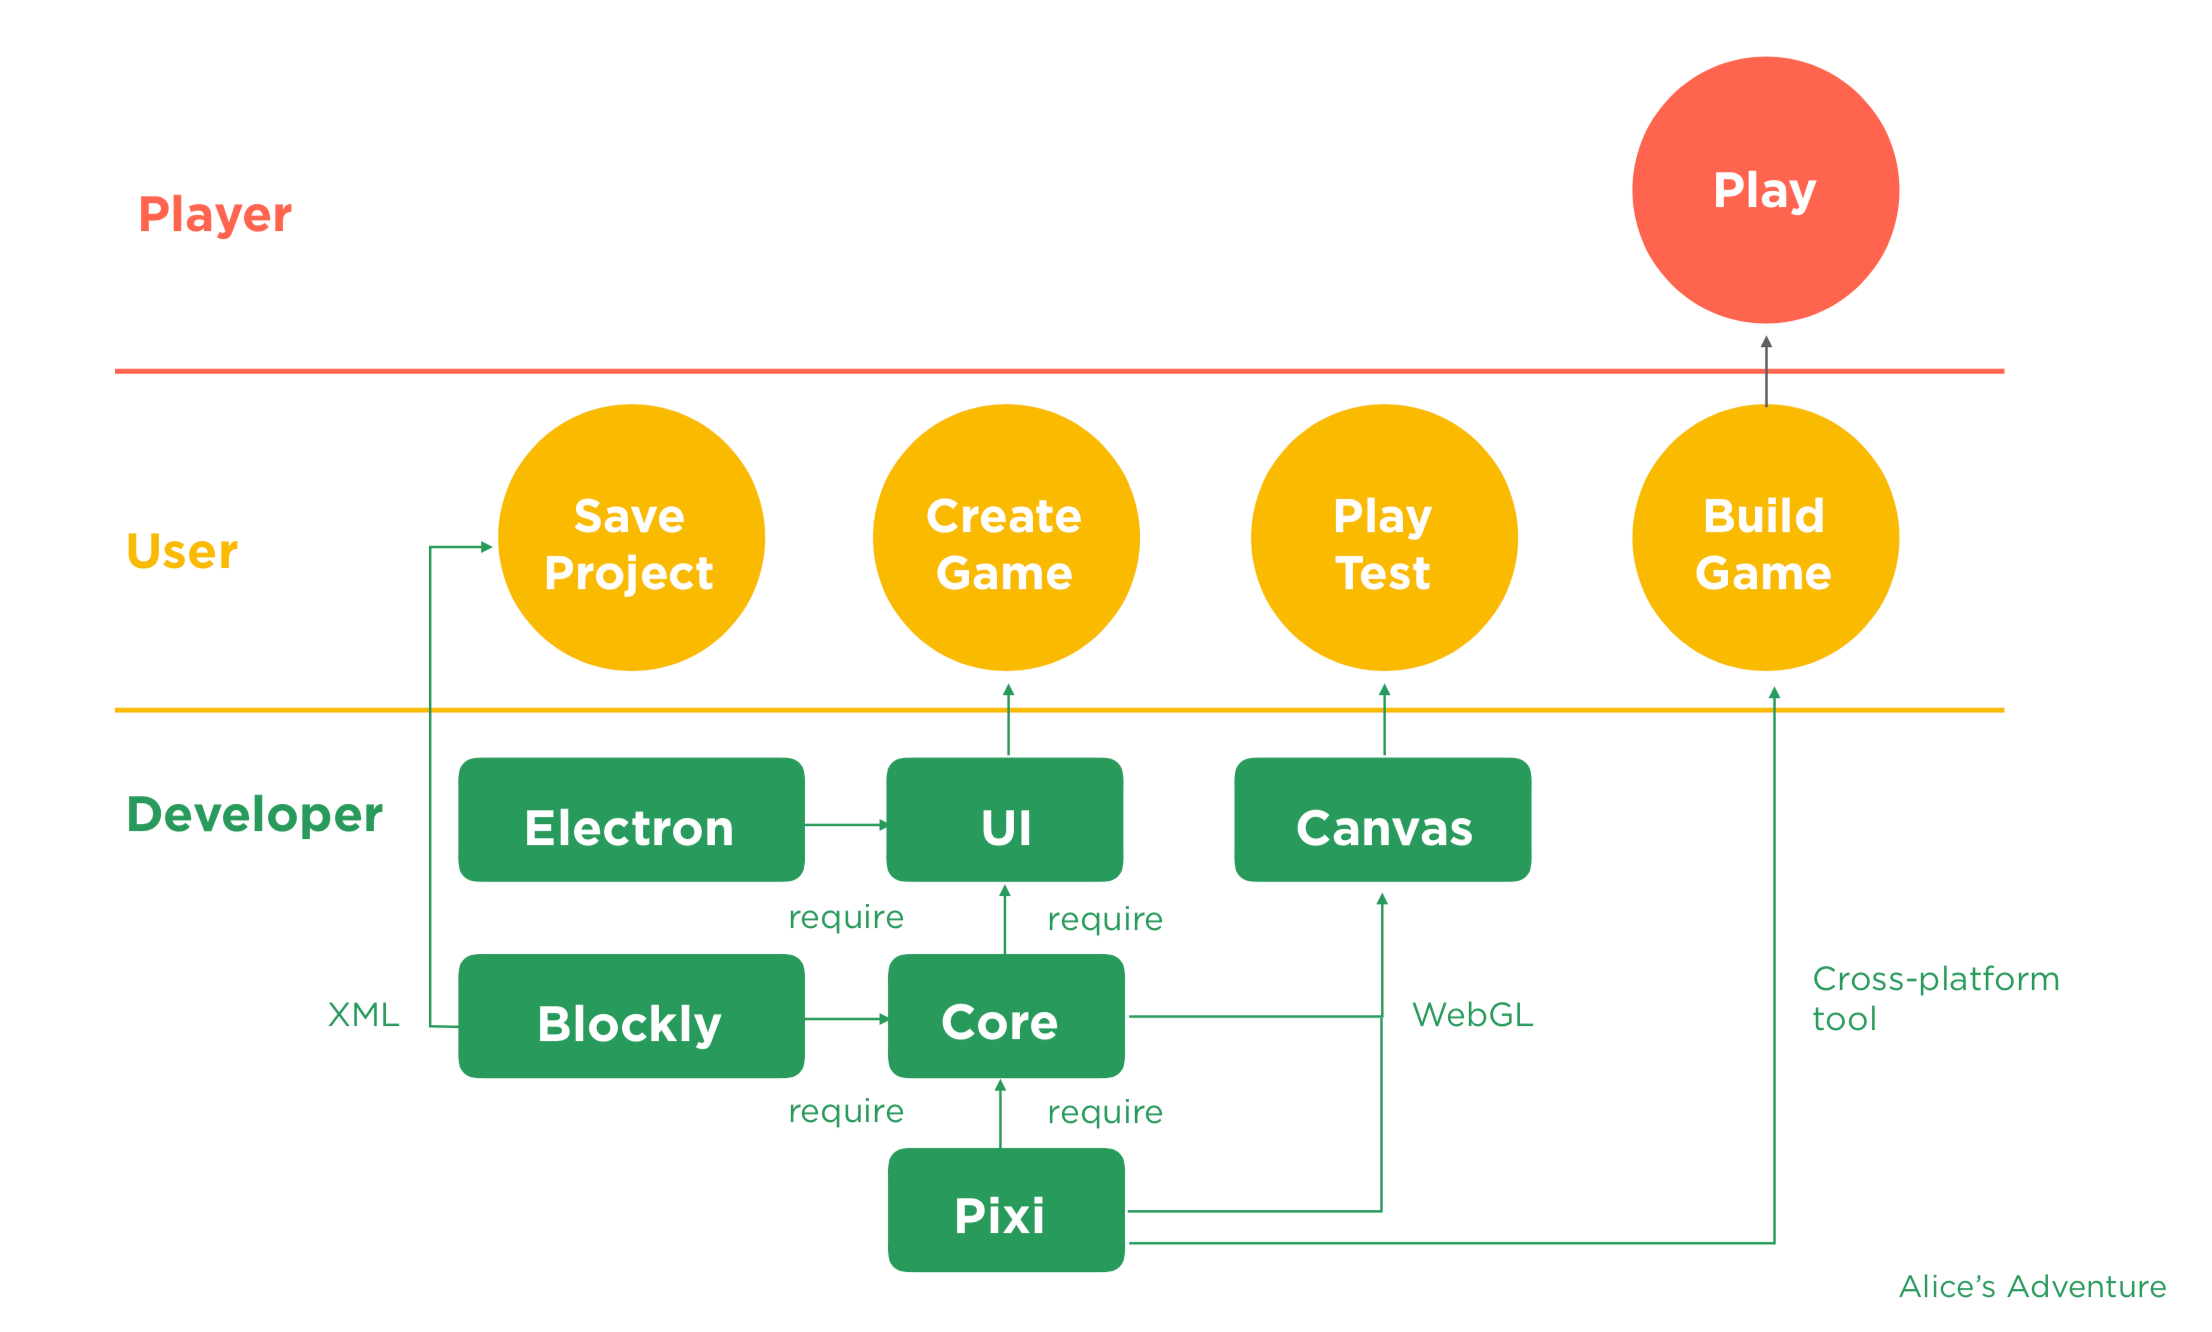 Play
Player
User
Save
Project
Create
Game
Play
Test
Build
Game
Developer
Electron
UI
Canvas
require
require
XML
Blockly
Core
WebGL
Cross-platform
tool
require
require
Pixi
Alice’s Adventure